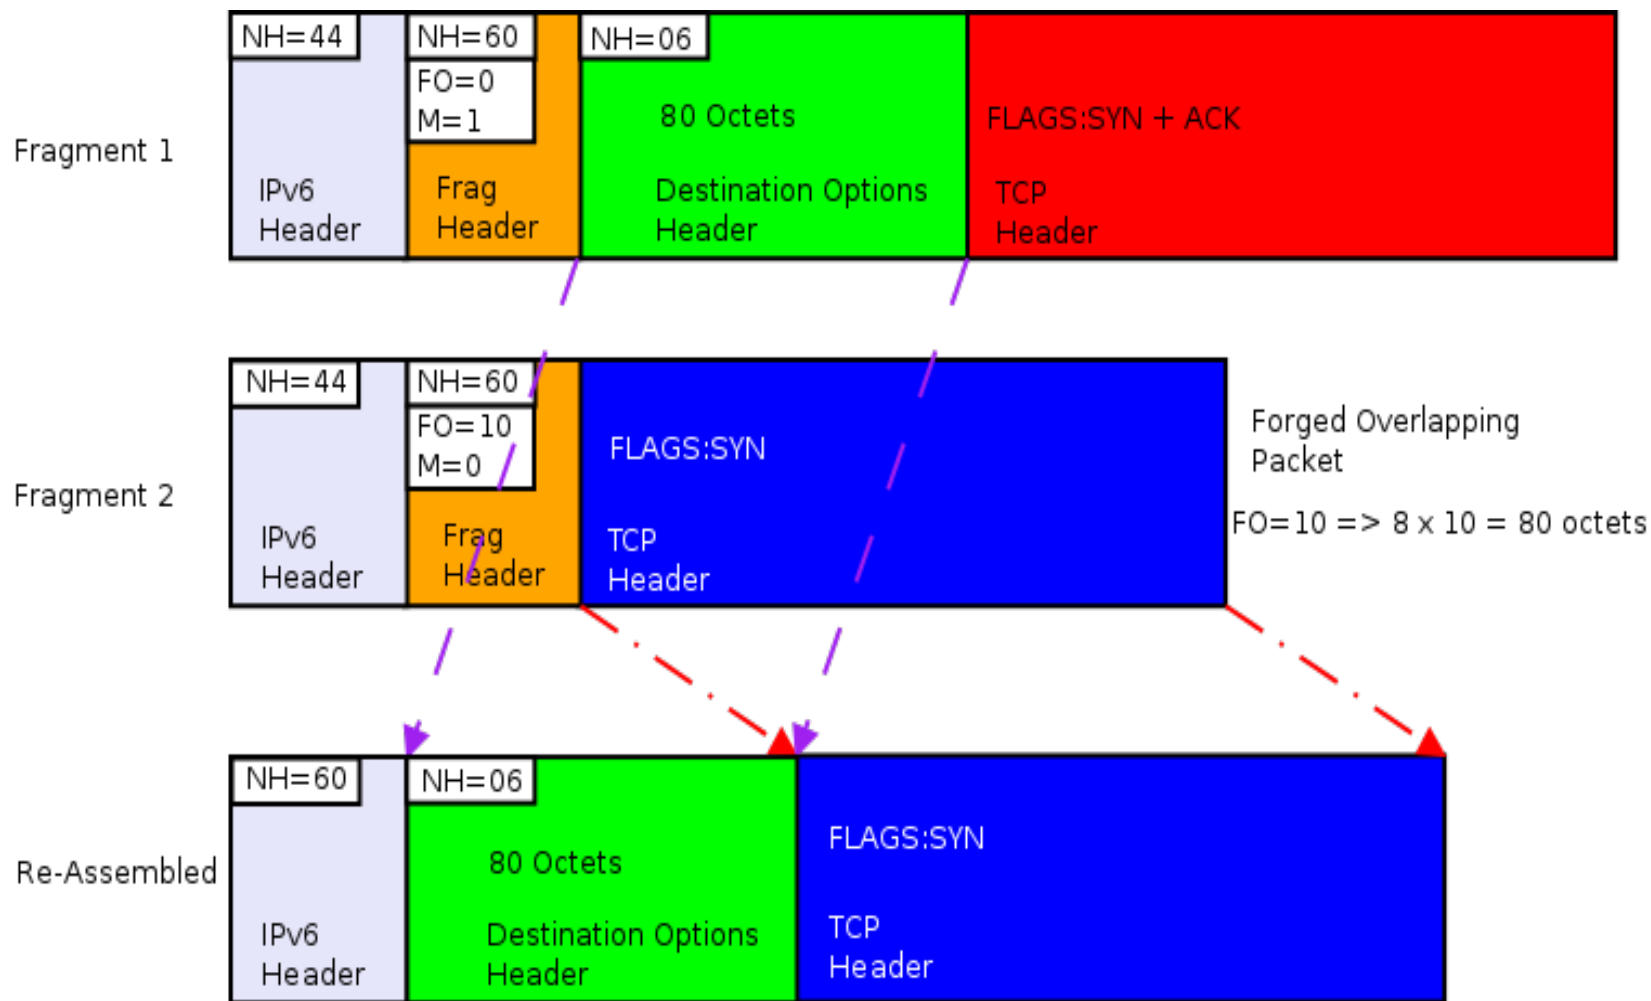 NH=44
NH=60
NH=06
FO=0
M=1
80 Octets
FLAGS:SYN + ACK
Fragment 1
IPv6
Header
Frag
Header
Destination Options
Header
TCP
Header
NH=44
NH=60
FO=10
M=0
FLAGS:SYN
Forged Overlapping
Packet
Fragment 2
FO=10 => 8 x 10 = 80 octets
IPv6
Header
Frag
Header
TCP
Header
NH=60
NH=06
FLAGS:SYN
80 Octets
Re-Assembled
IPv6
Header
Destination Options
Header
TCP
Header